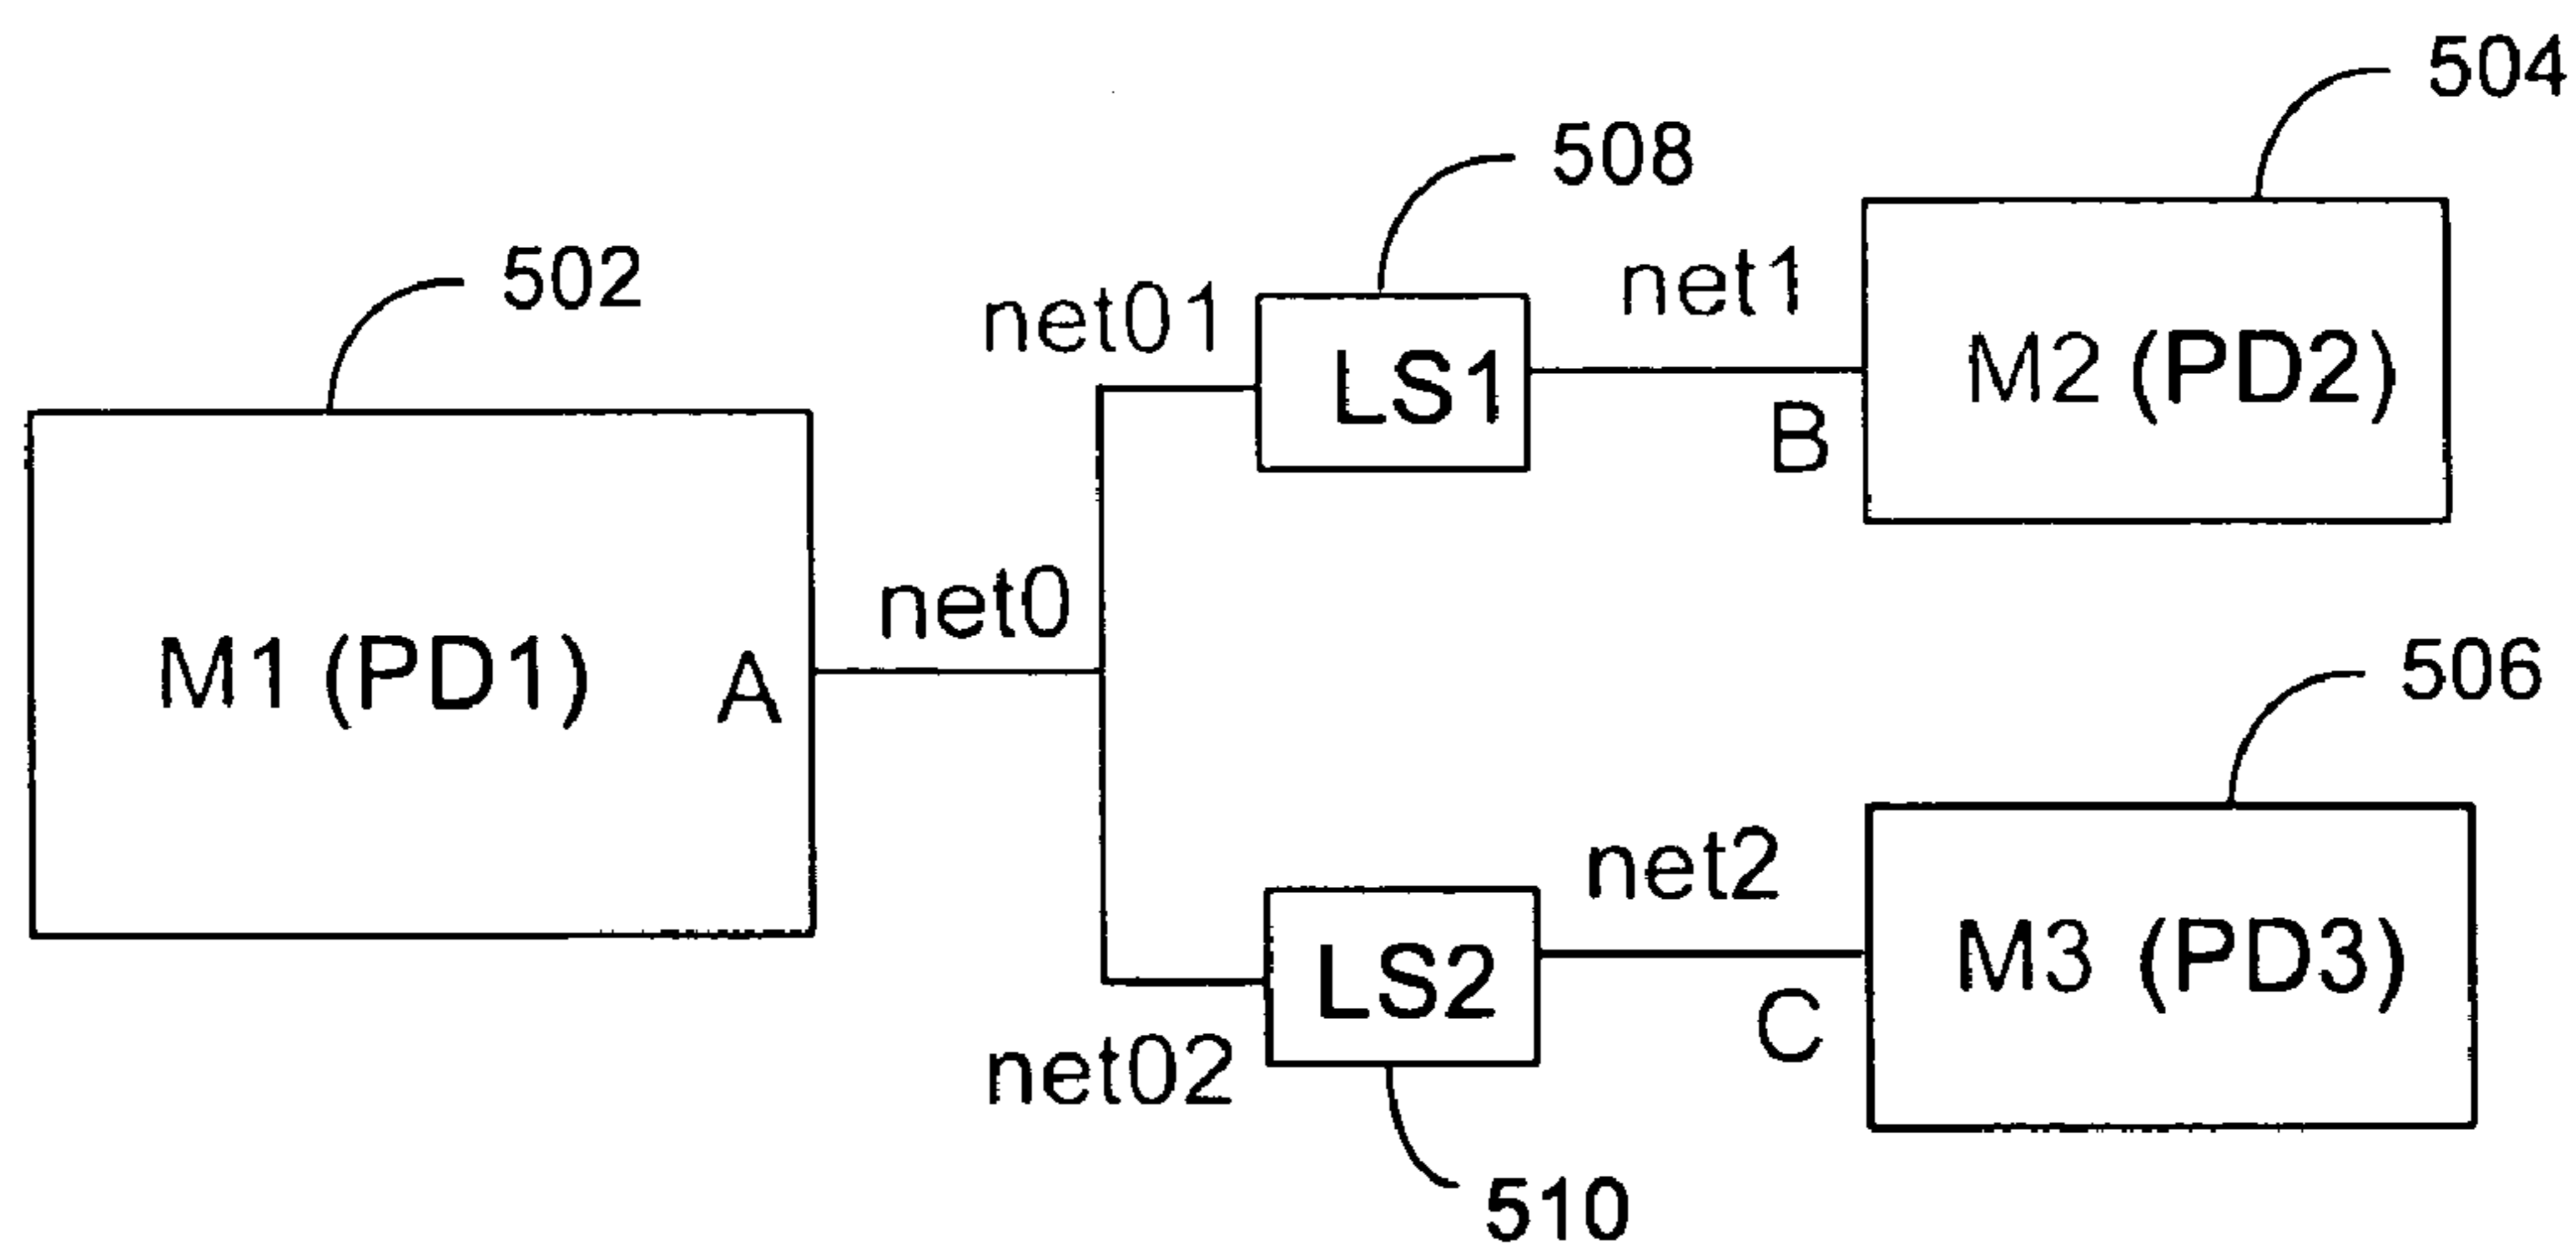 504
508
502
net1
net01
LS1
M2 (PD2)
B
net0
M1 (PD1)
A
506
net2
LS2
M3 (PD3)
C
net02
510